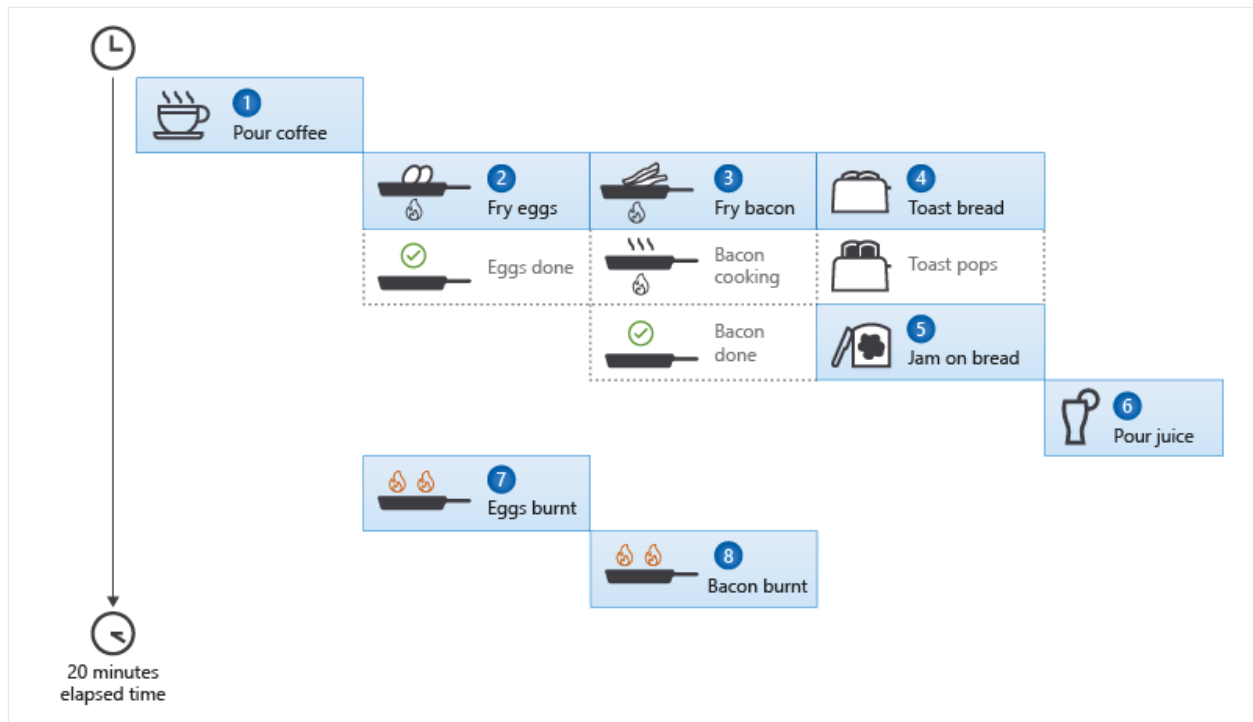 1
Pour coffee
2
Fry eggs
3
Fry bacon
4
Toast bread
Eggs done
Bacon
cooking
Toast pops
Bacon
done
5
Jam on bread
6
Pour juice
7
Eggs burnt
8
Bacon burnt
20 minutes
elapsed time